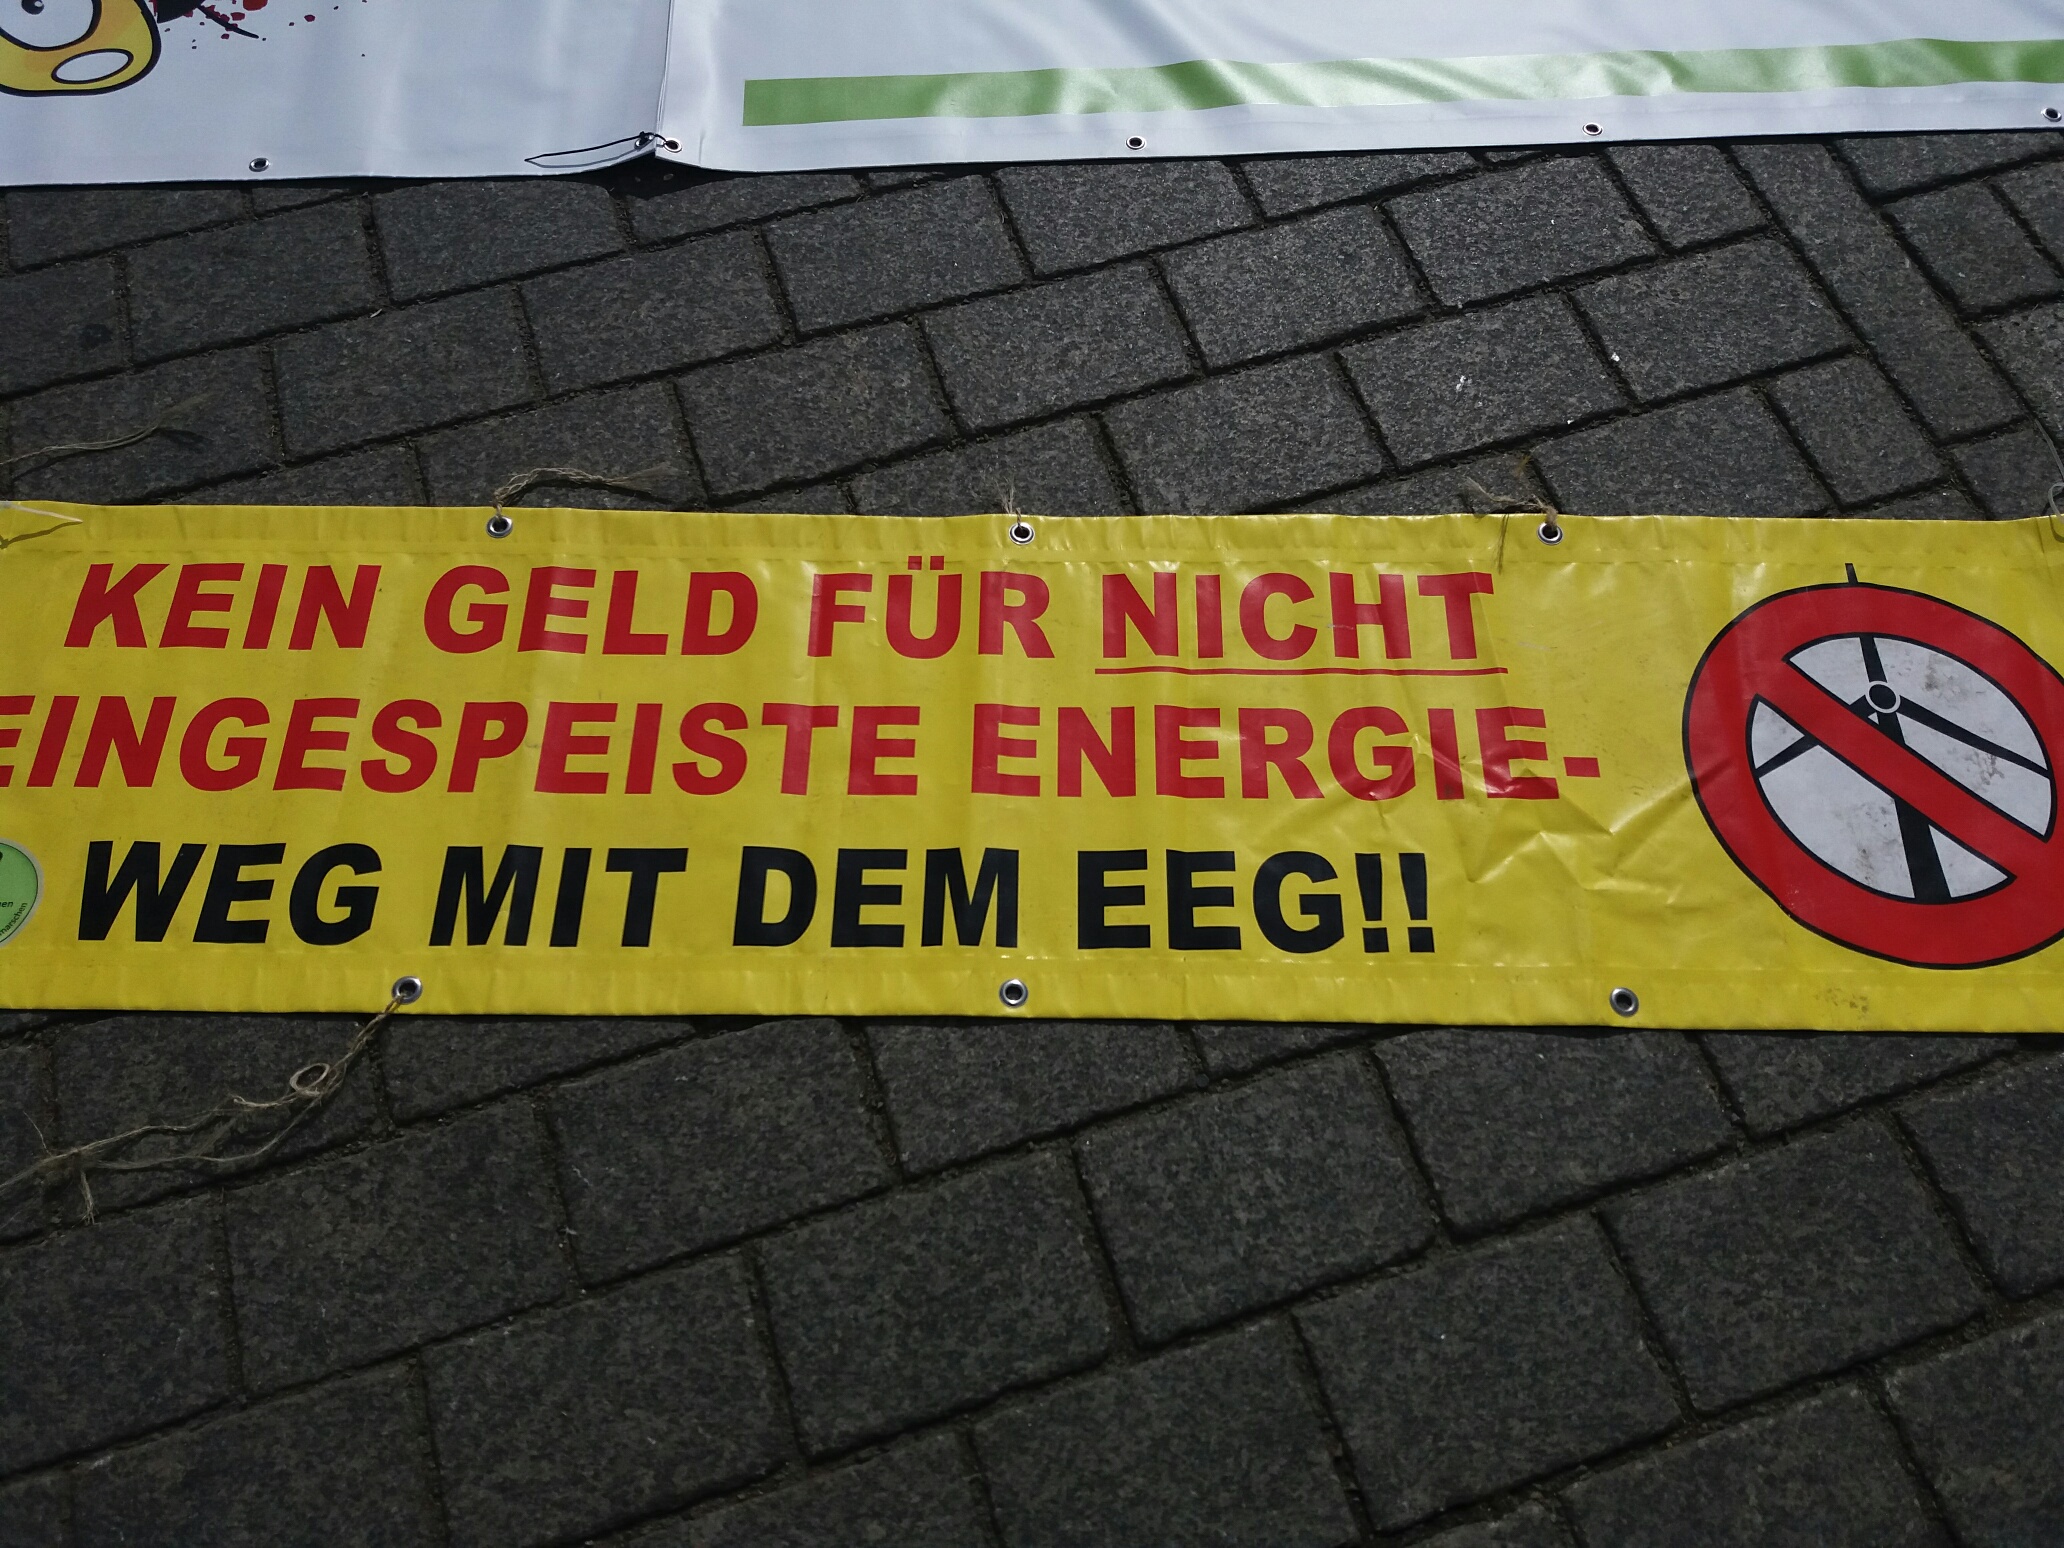 KEIN GELD FÜR NICHT
EINGESPEISTE ENERGIE-
WEG MIT DEM EEG!!